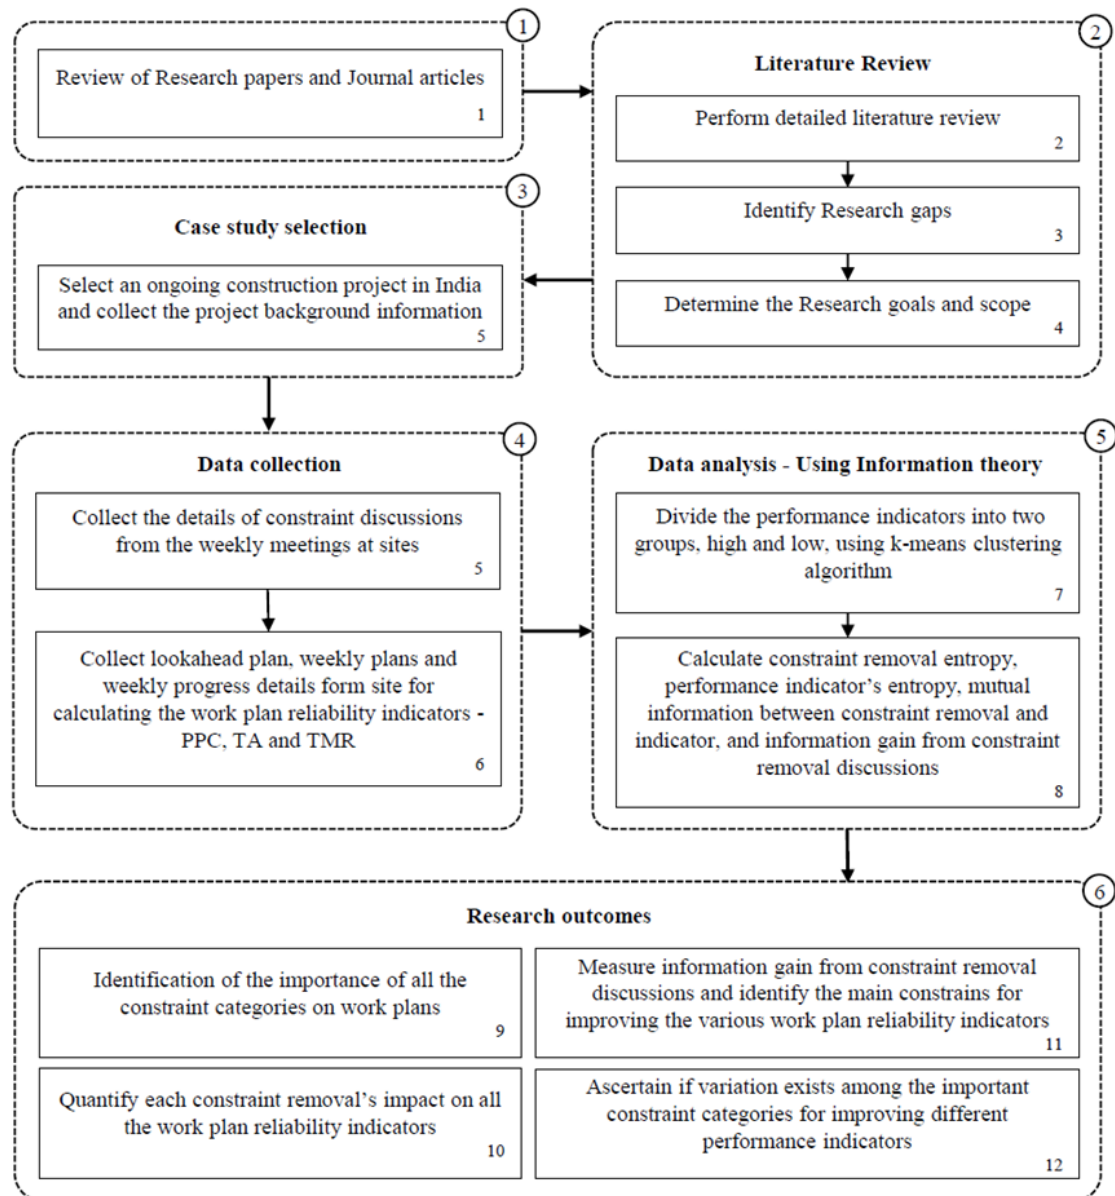 1
Review of Research papers and Journal articles
1
2
Literature Review
Perform detailed literature review
2
Identify Research gaps
3
Determine the Research goals and scope
4
3
Case study selection
Select an ongoing construction project in India
and collect the project background information
5
4
Data collection
Collect the details of constraint discussions
from the weekly meetings at sites
5
Collect lookahead plan, weekly plans and
weekly progress details form site for
calculating the work plan reliability indicators -
PPC, TA and TMR
6
5
Data analysis - Using Information theory
Divide the performance indicators into two
groups, high and low, using k-means clustering
algorithm
7
Calculate constraint removal entropy,
performance indicator’s entropy, mutual
information between constraint removal and
indicator, and information gain from constraint
removal discussions
8
6
Research outcomes
Identification of the importance of all the
constraint categories on work plans
9
Measure information gain from constraint removal
discussions and identify the main constrains for
improving the various work plan reliability indicators
11
Quantify each constraint removal’s impact on all
the work plan reliability indicators
10
Ascertain if variation exists among the important
constraint categories for improving different
performance indicators
12